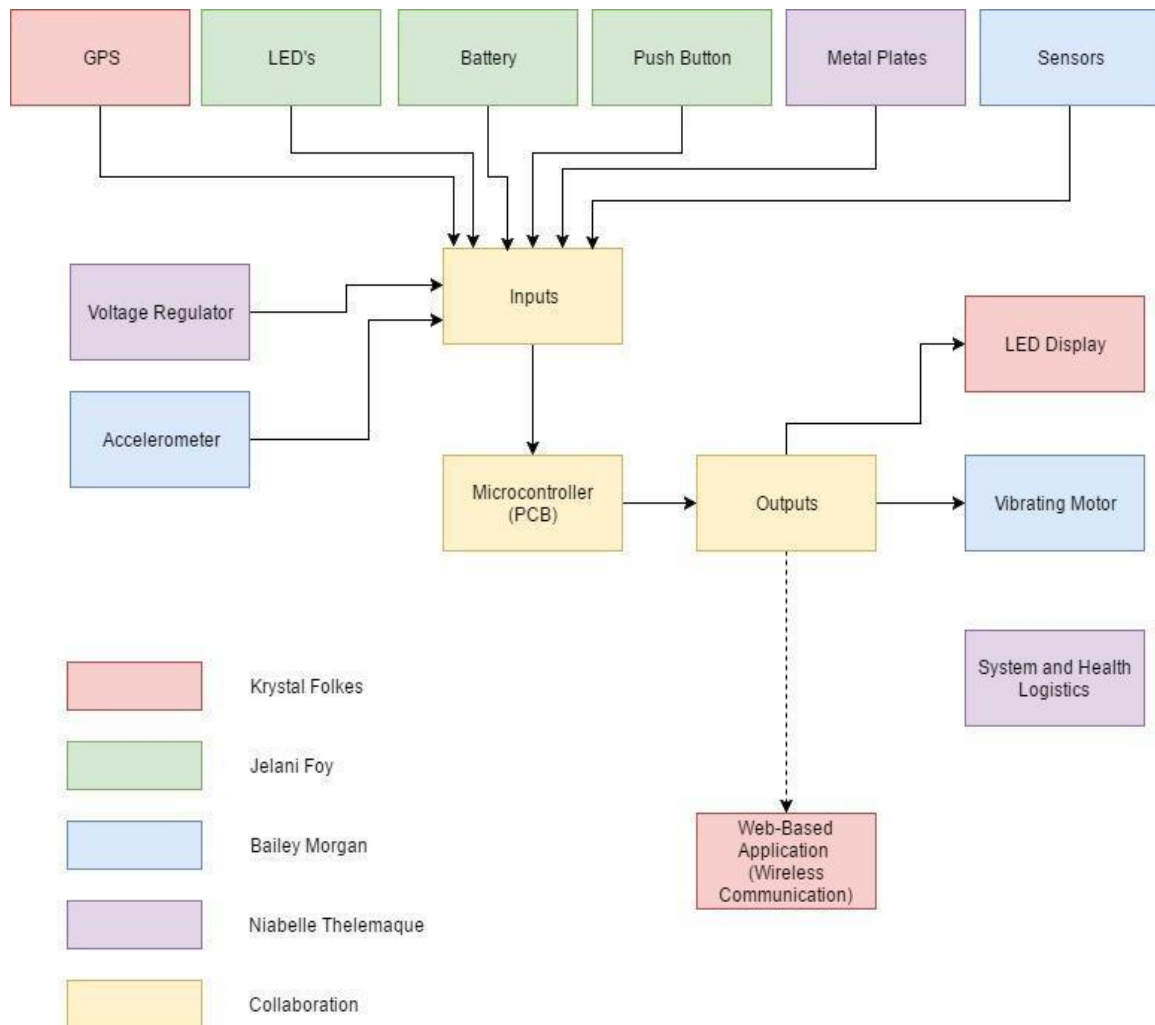 GPS
LED's
Battery
Push Button
Metal Plates
Sensors
Inputs
Voltage Regulator
LED Display
Accelerometer
Microcontroller
(PCB)
Outputs
Vibrating Motor
System and Health
Logistics
Krystal Folkes
Jelani Foy
Web-Based
Application
(Wireless
Communication)
Bailey Morgan
Niabelle Thelemaque
Collaboration